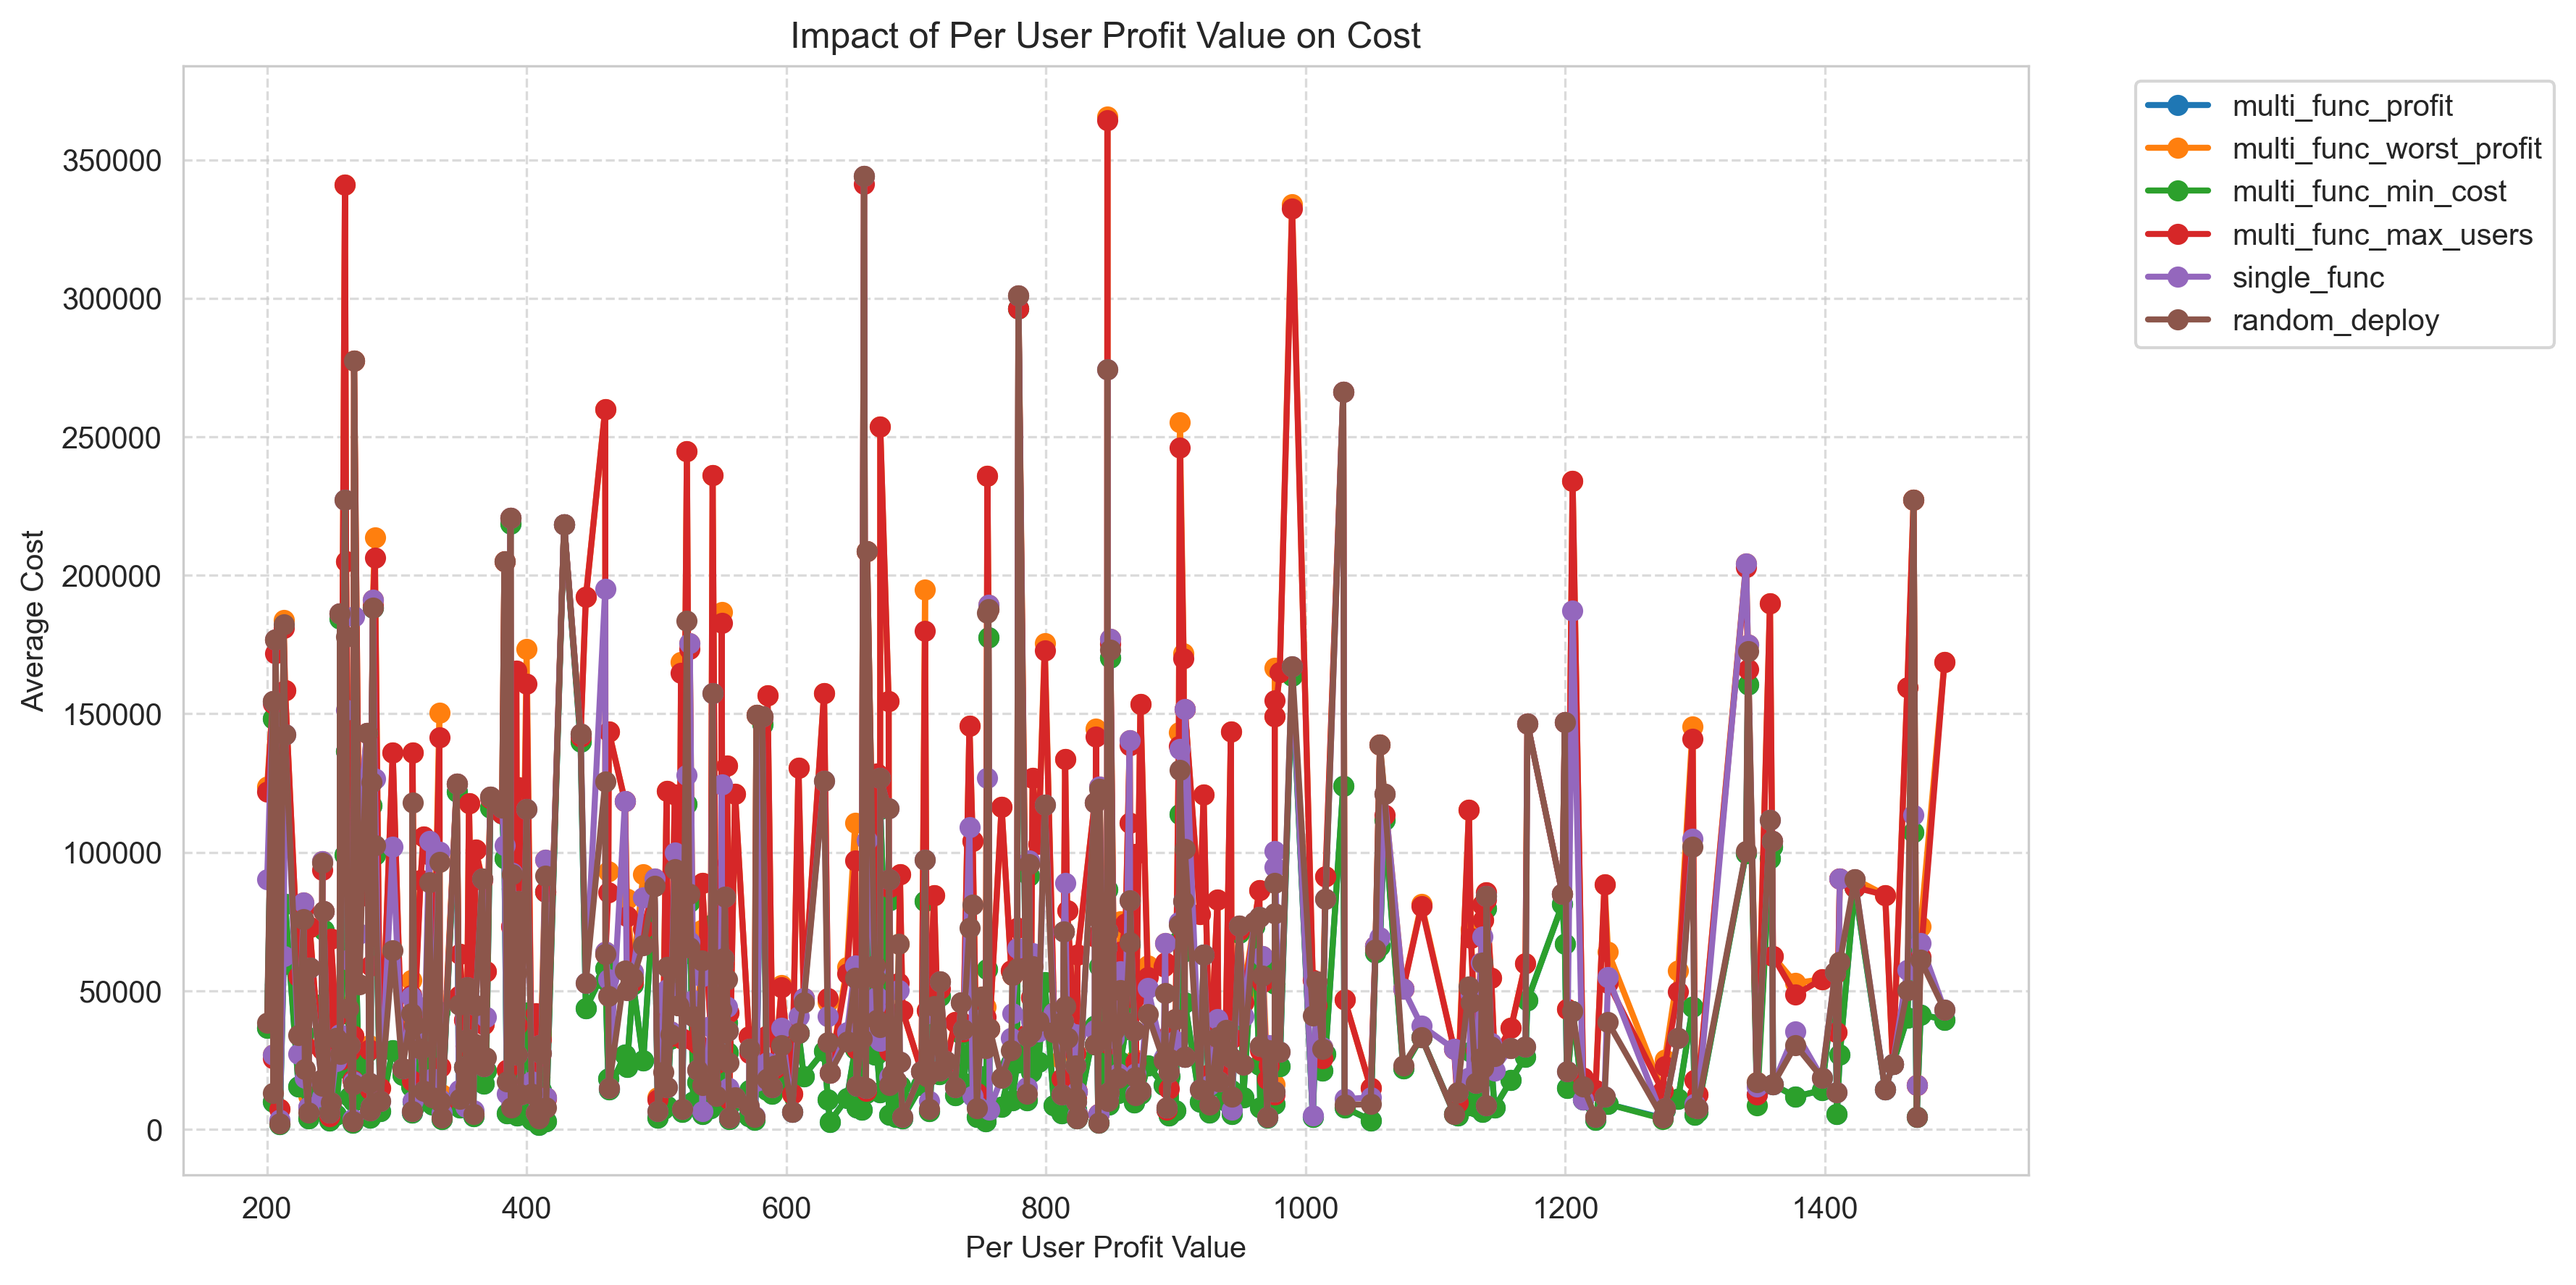 Impact of Per User Profit Value on Cost
350000
300000
250000
200000
150000
100000
50000
0
Average Cost
200 400 600 800 1000 1200 1400
Per User Profit Value
multi_func_profit
multi_func_worst_profit
multi_func_min_cost
multi_func_max_users
single_func
random_deploy